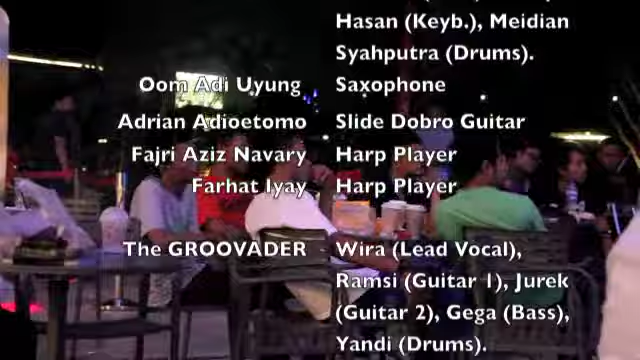 Hasan (Keyb.), Meidian
Syahputra (Drums).
Oom Adi Uyung Saxophone
Adrian Adioetomo Slide Dobro Guitar
Fajri Aziz Navary Harp Player
Farhat Iyay Harp Player
The GROOVADER - Wira (Lead Vocal),
Ramsi (Guitar 1), Jurek
(Guitar 2), Gega (Bass),
Yandi (Drums).